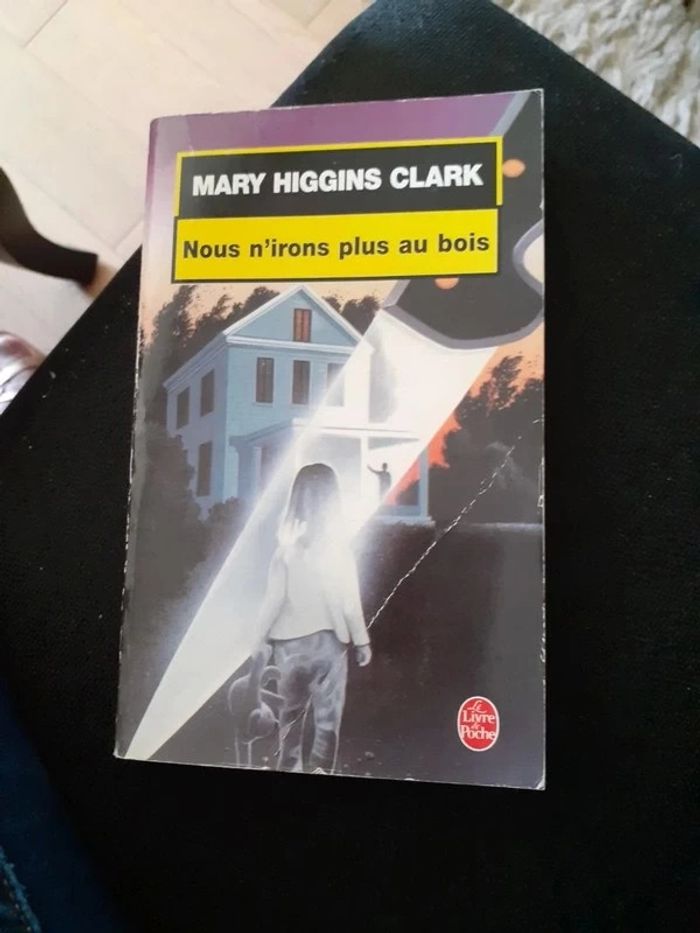 MARY HIGGINS CLARK
Nous n'irons plus au bois
Le
Livre
de
Poche